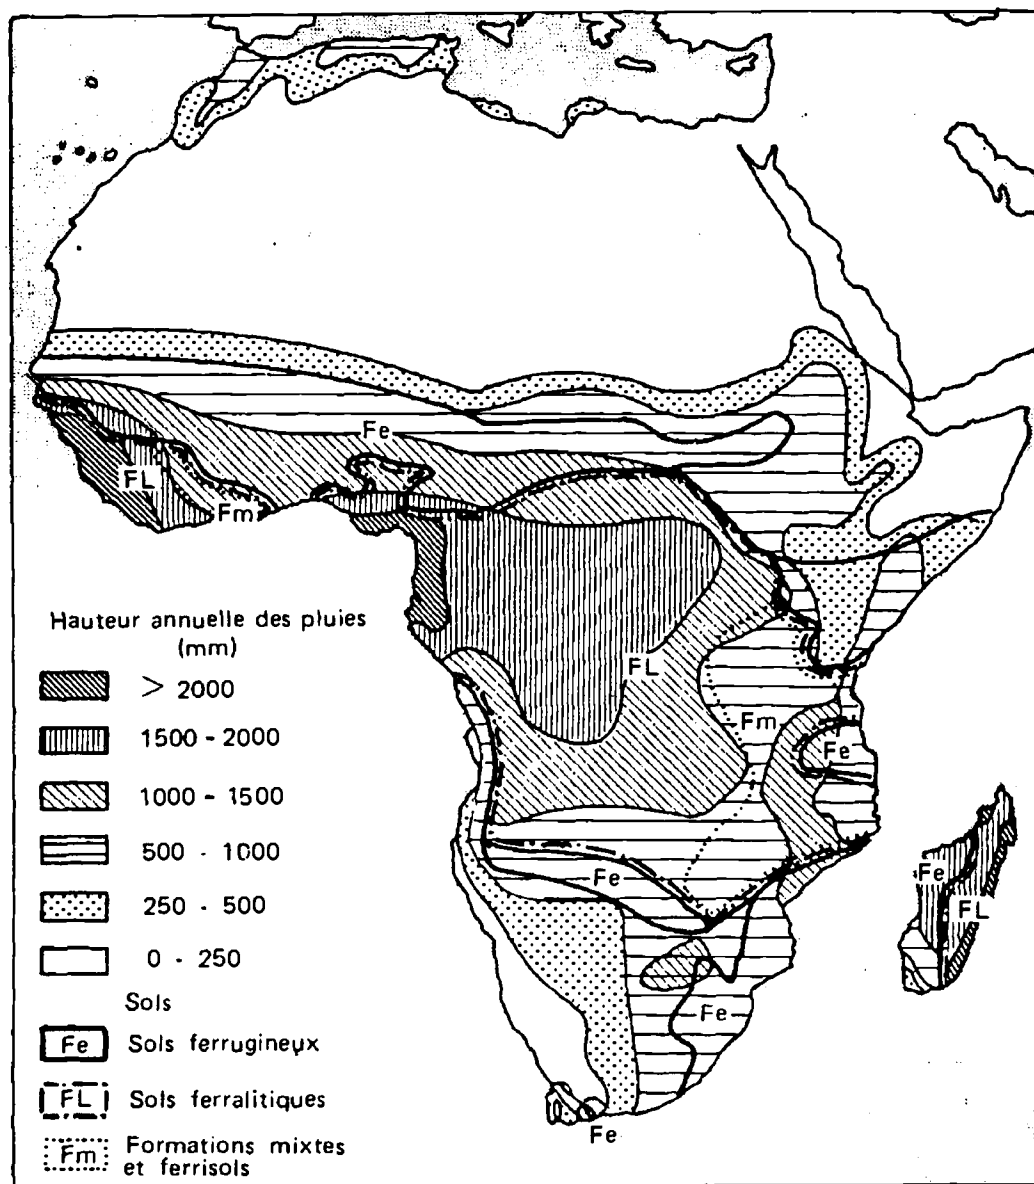 Fe
FL
Fm
FL
Fm
Fe
Fe
Fe
Fe
Fe
FL
Hauteur annuelle des pluies
(mm)
> 2000
1500 - 2000
1000 - 1500
500 - 1000
250 - 500
0 - 250
Sols
Fe Sols ferrugineux
FL Sols ferralitiques
Fm Formations mixtes
et ferrisols